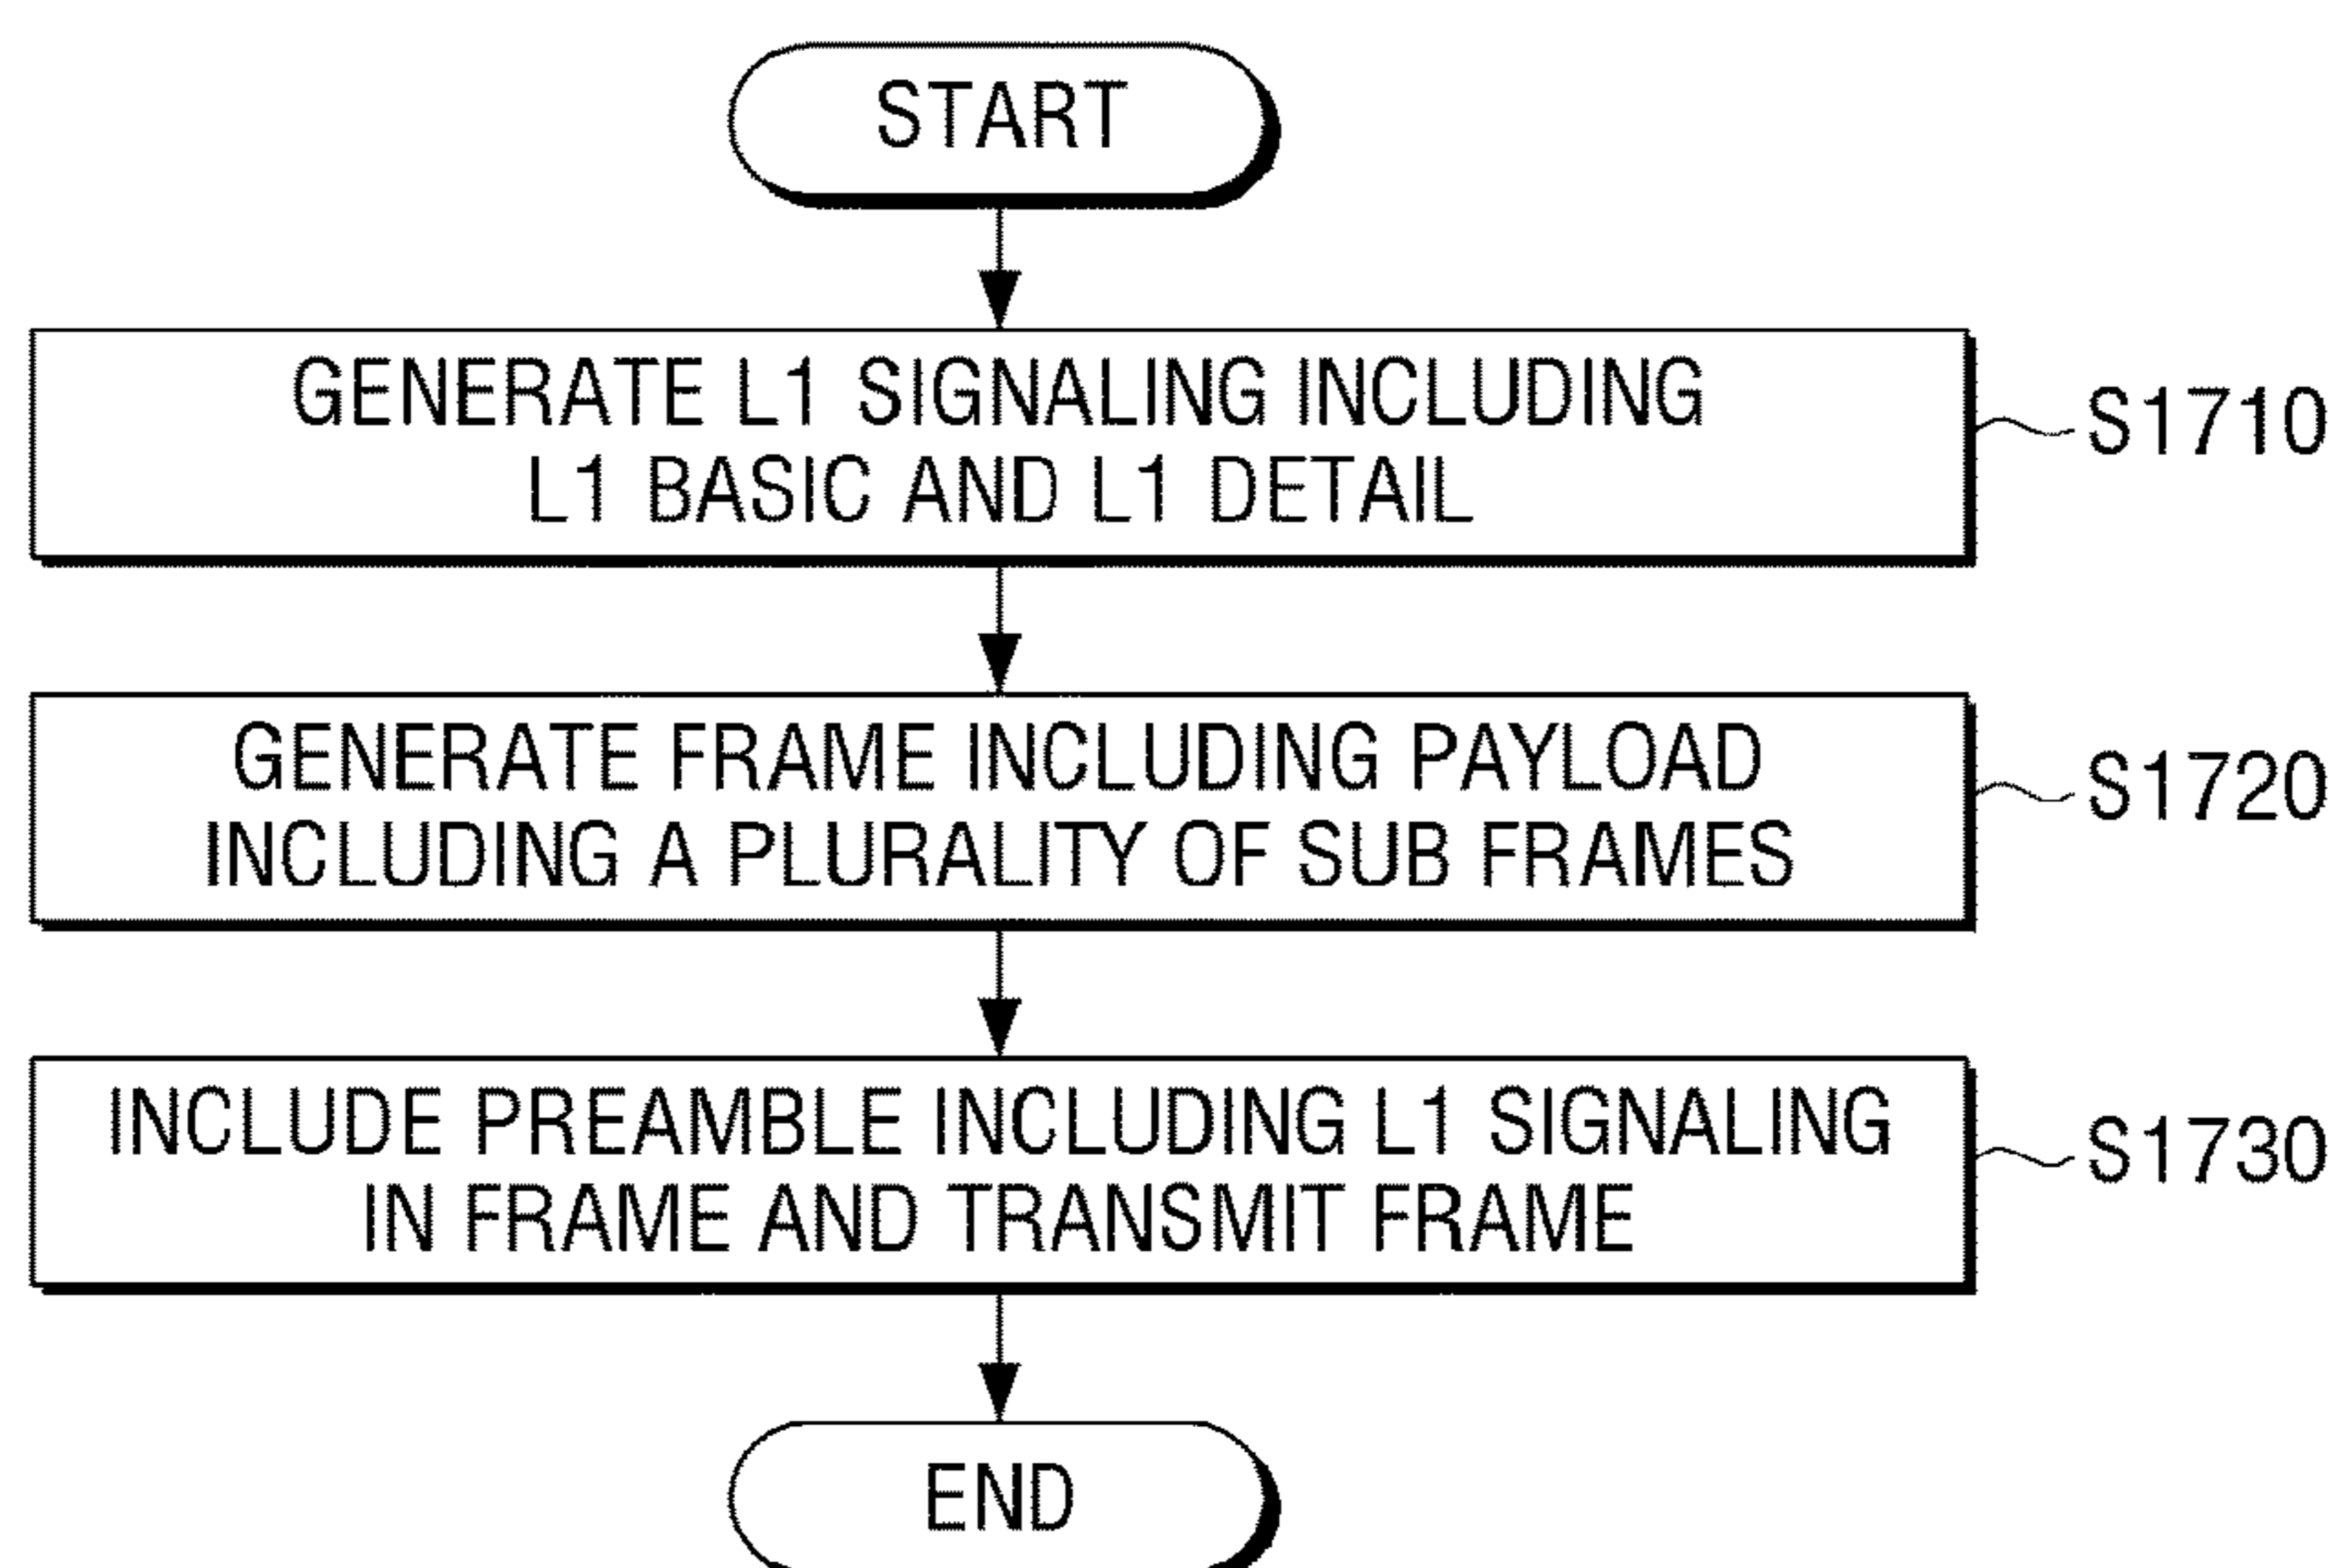 START
GENERATE L1 SIGNALING INCLUDING
L1 BASIC AND L1 DETAIL
S1710
GENERATE FRAME INCLUDING PAYLOAD
INCLUDING A PLURALITY OF SUB FRAMES
S1720
INCLUDE PREAMBLE INCLUDING L1 SIGNALING
IN FRAME AND TRANSMIT FRAME
S1730
END